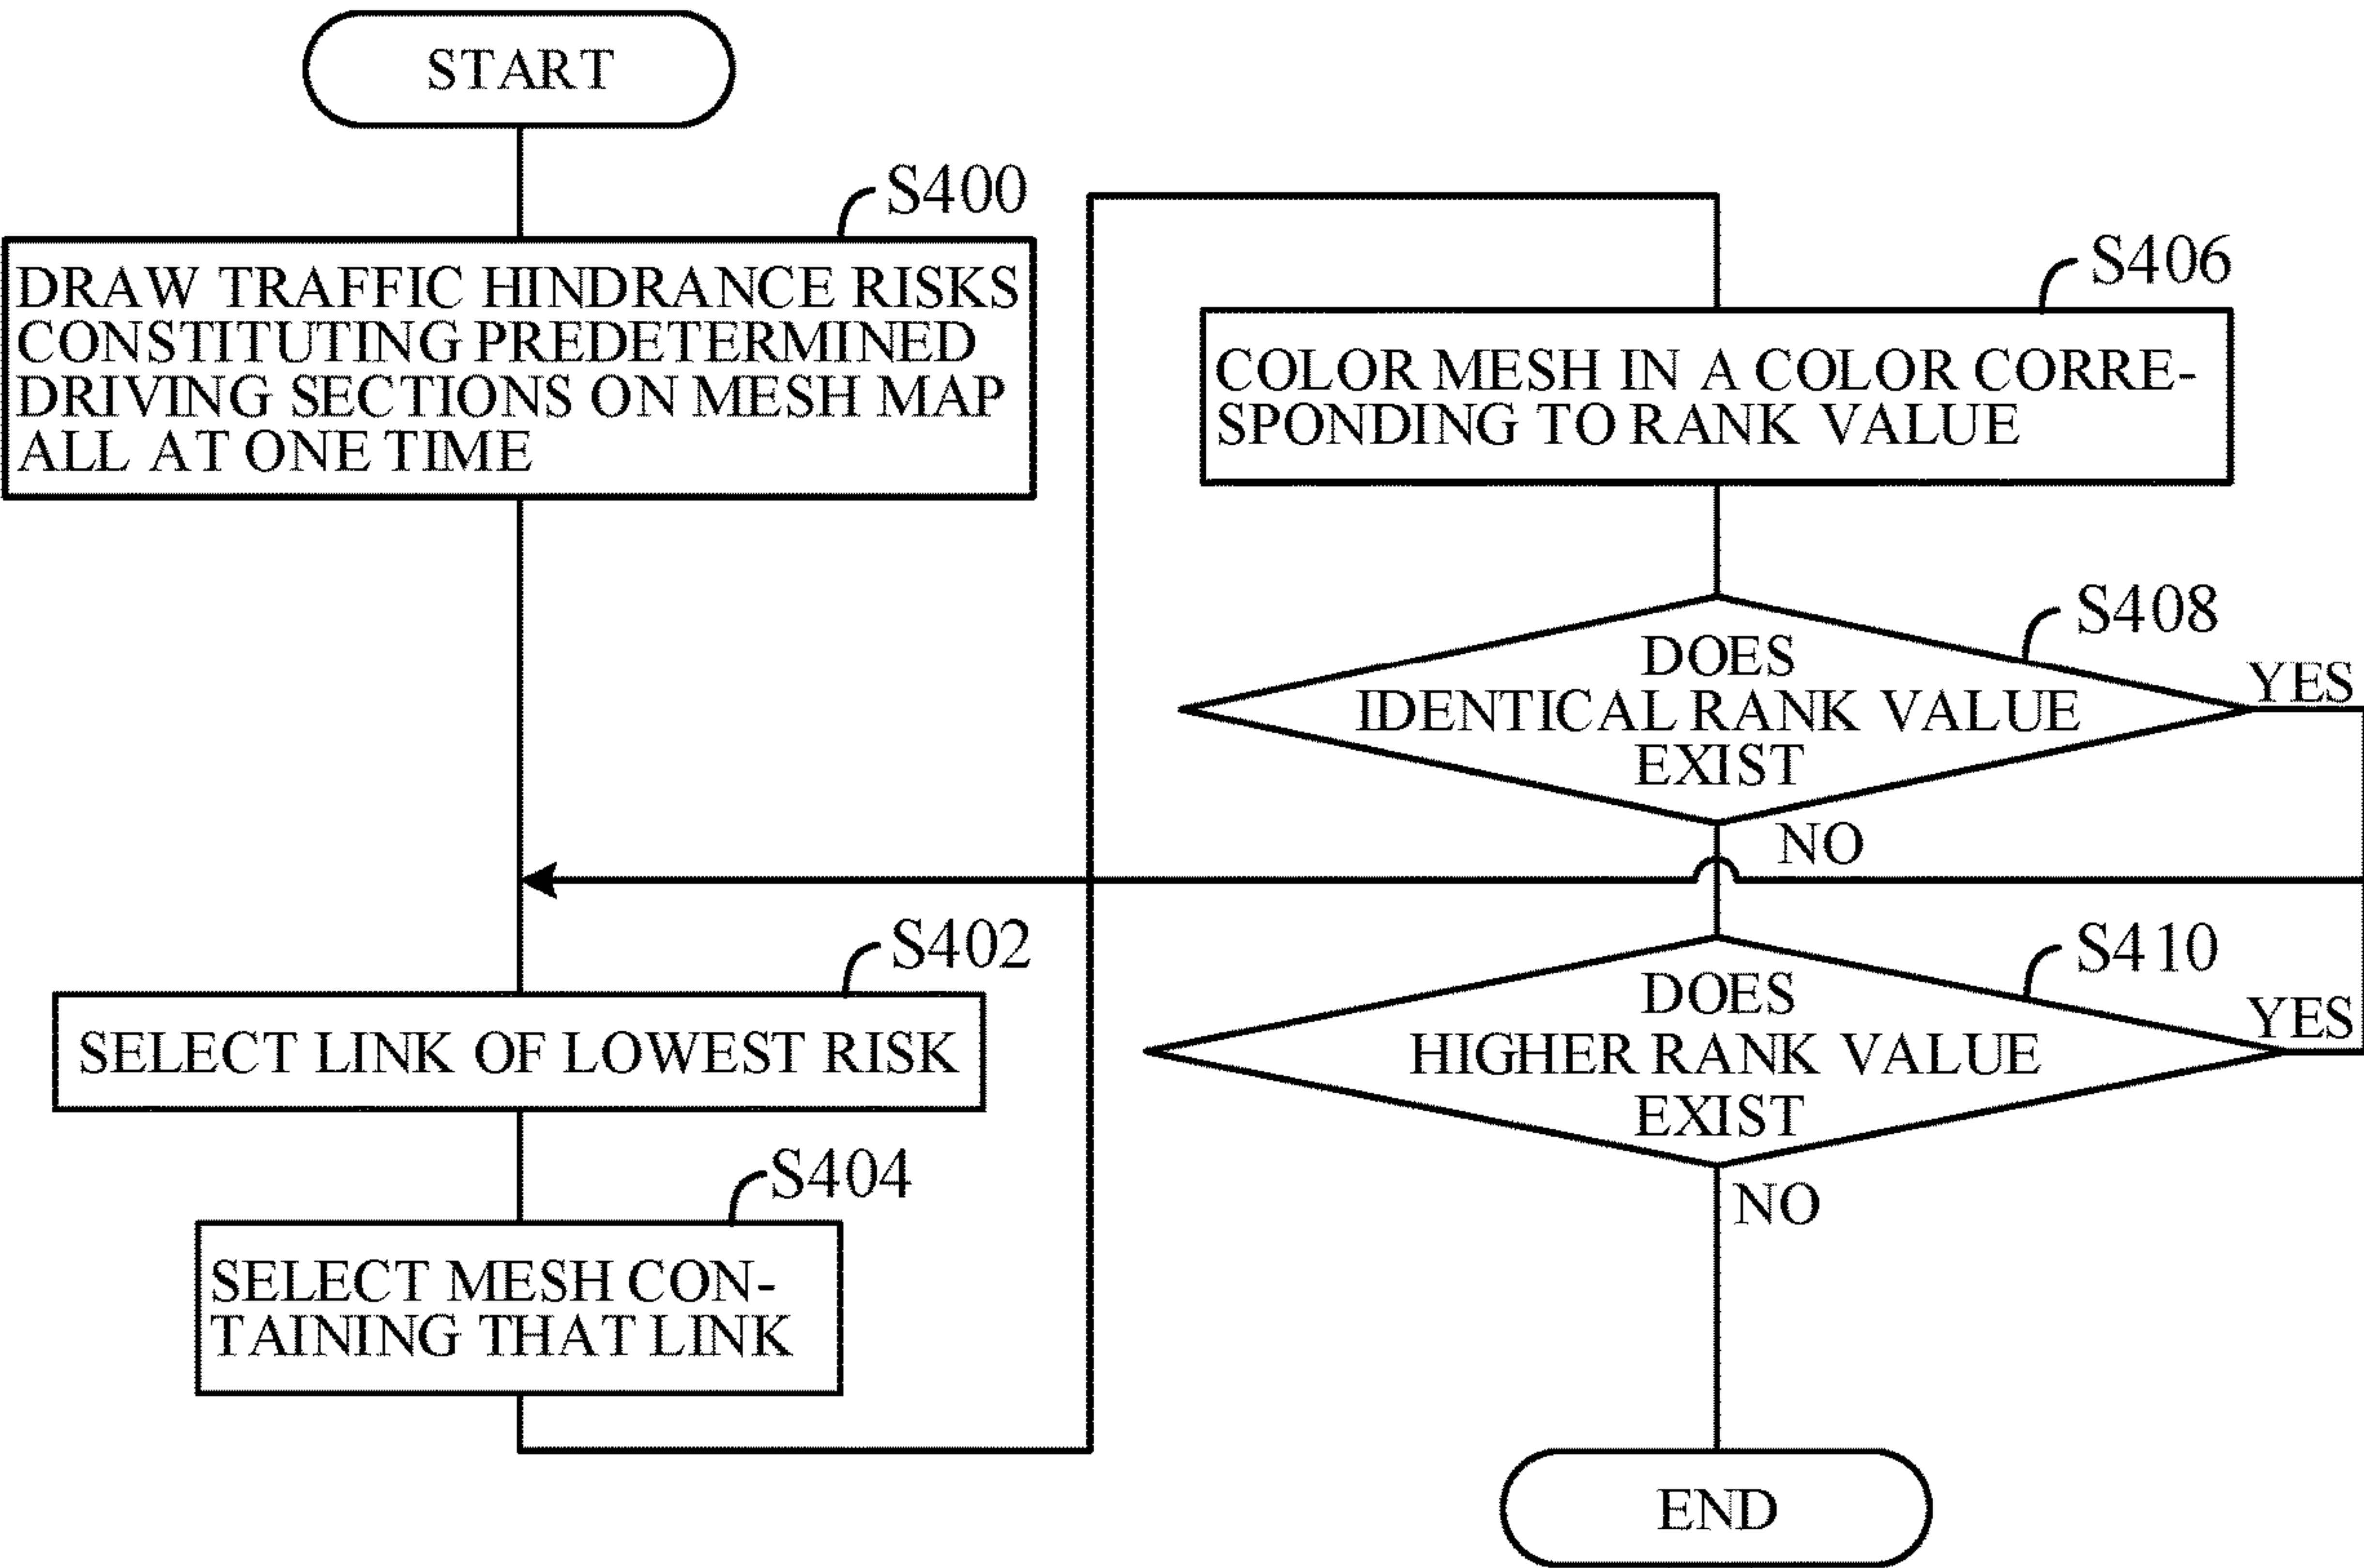 START
S400
DRAW TRAFFIC HINDRANCE RISKS
CONSTITUTING PREDETERMINED
DRIVING SECTIONS ON MESH MAP
ALL AT ONE TIME
S402
SELECT LINK OF LOWEST RISK
S404
SELECT MESH CON-
TAINING THAT LINK
S406
COLOR MESH IN A COLOR CORRE-
SPONDING TO RANK VALUE
S408
DOES
IDENTICAL RANK VALUE
EXIST
YES
NO
S410
DOES
HIGHER RANK VALUE
EXIST
YES
NO
END